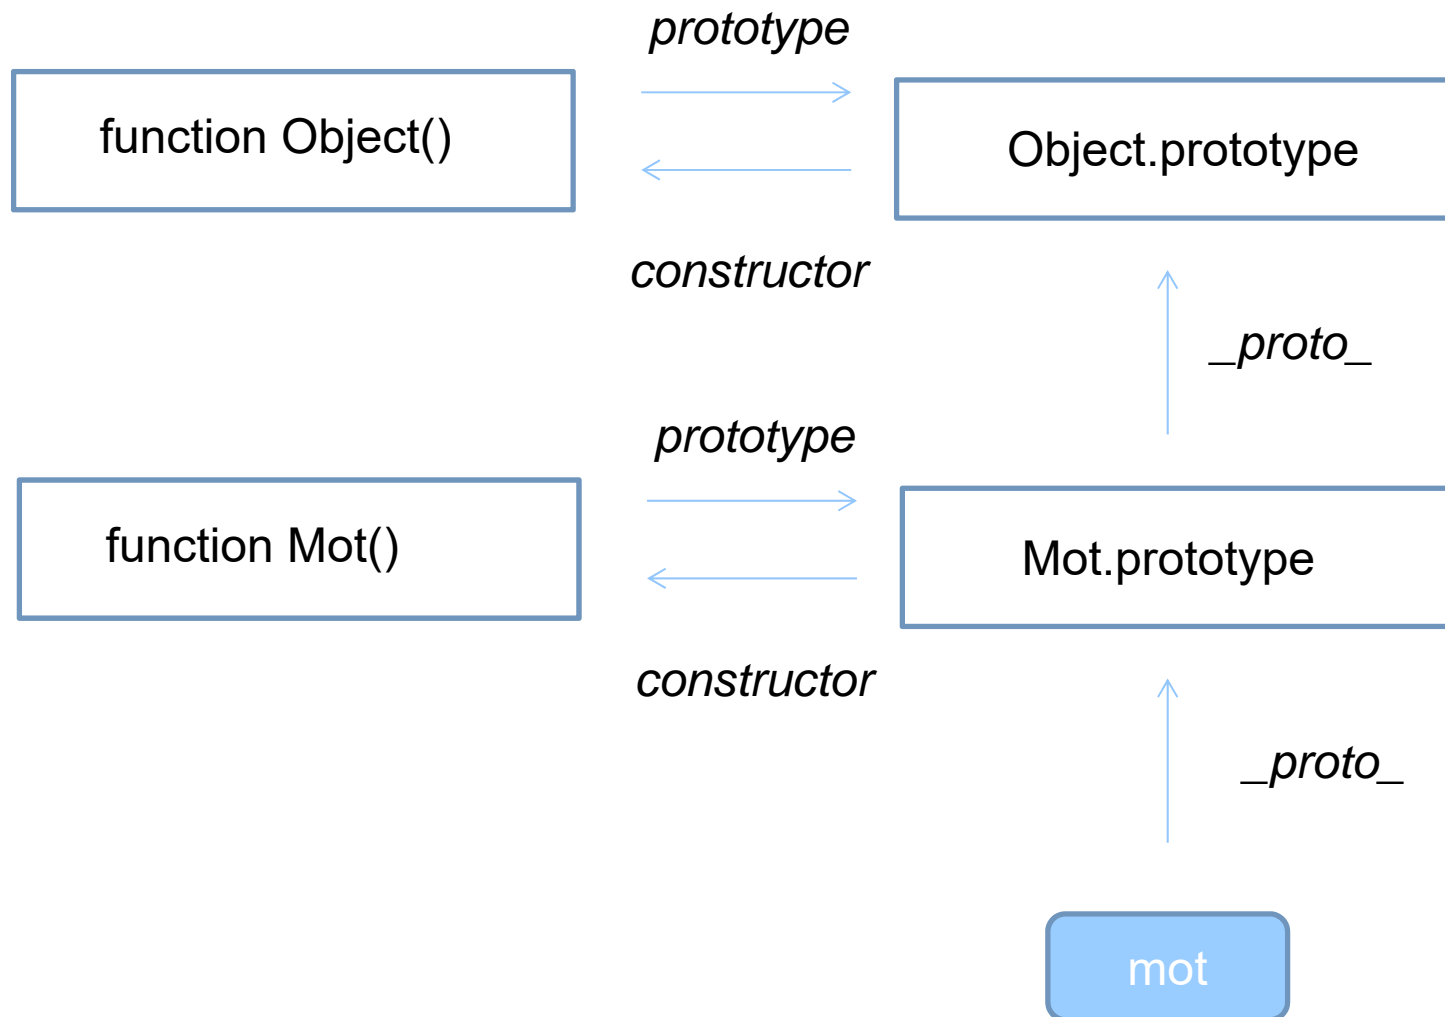 prototype
function Object()
Object.prototype
constructor
_proto_
prototype
function Mot()
Mot.prototype
constructor
_proto_
mot